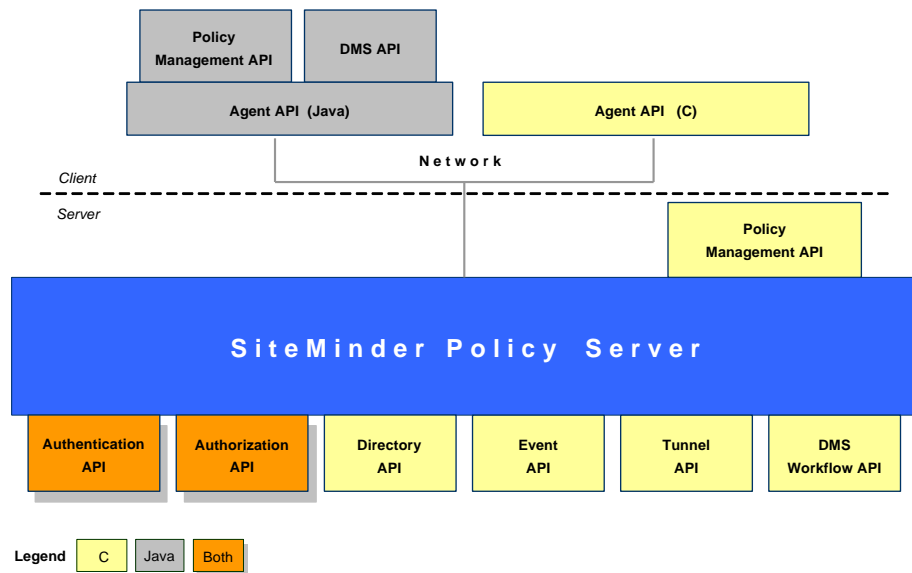 Policy
Management API
DMS API
Agent API (Java)
Agent API (C)
Network
Client
Server
Policy
Management API
SiteMinder Policy Server
Authentication
API
Authorization
API
Directory
API
Event
API
Tunnel
API
DMS
Workflow API
Legend
C
Java
Both